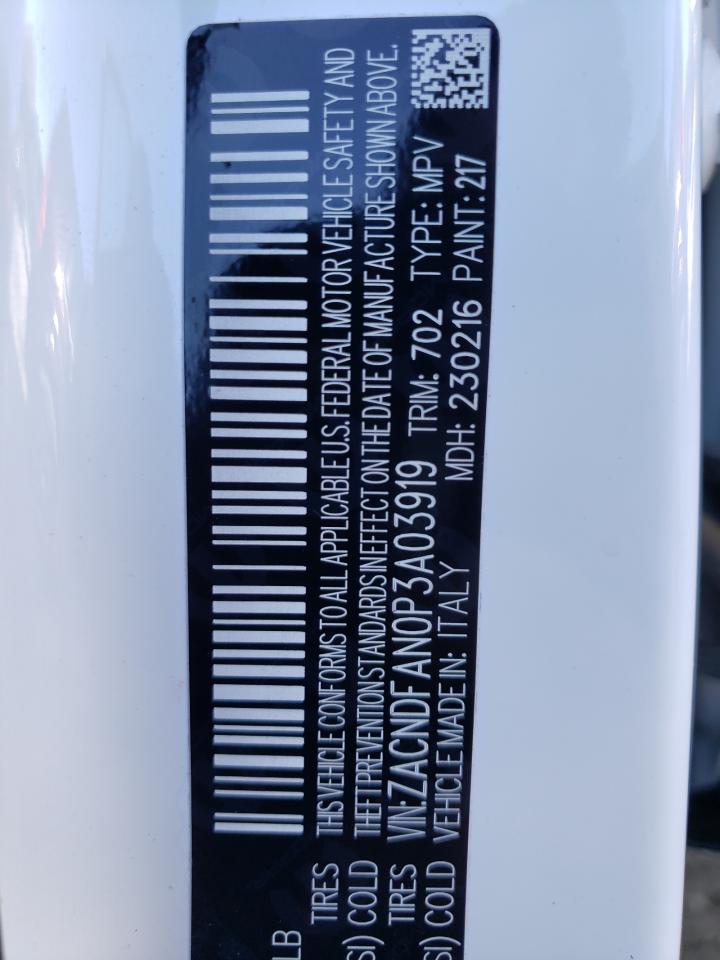 LB
TIRES
SI) COLD
TIRES
SI) COLD
THIS VEHICLE CONFORMS TO ALL APPLICABLE U.S. FEDERAL MOTOR VEHICLE SAFETY AND
THEFT PREVENTION STANDARDS IN EFFECT ON THE DATE OF MANUFACTURE SHOWN ABOVE.
VIN: ZACNDFAN0P3A03919 TRIM: 702 TYPE: MPV
VEHICLE MADE IN: ITALY MDH: 230216 PAINT: 217